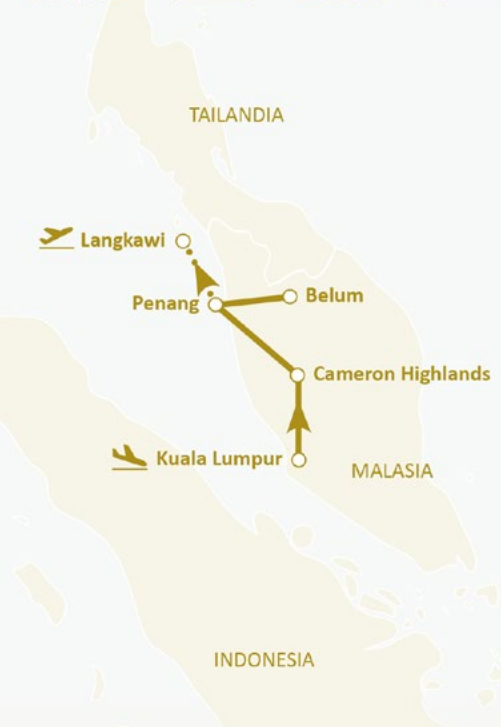 TAILANDIA
Langkawi
Penang
Belum
Cameron Highlands
Kuala Lumpur
MALASIA
INDONESIA